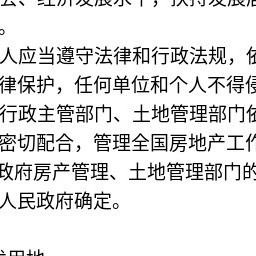 会、经济发展水平，扶持发展居
。
人应当遵守法律和行政法规，依
律保护，任何单位和个人不得侵
行政主管部门、土地管理部门依
密切配合，管理全国房地产工作
政府房产管理、土地管理部门的
人民政府确定。
用地